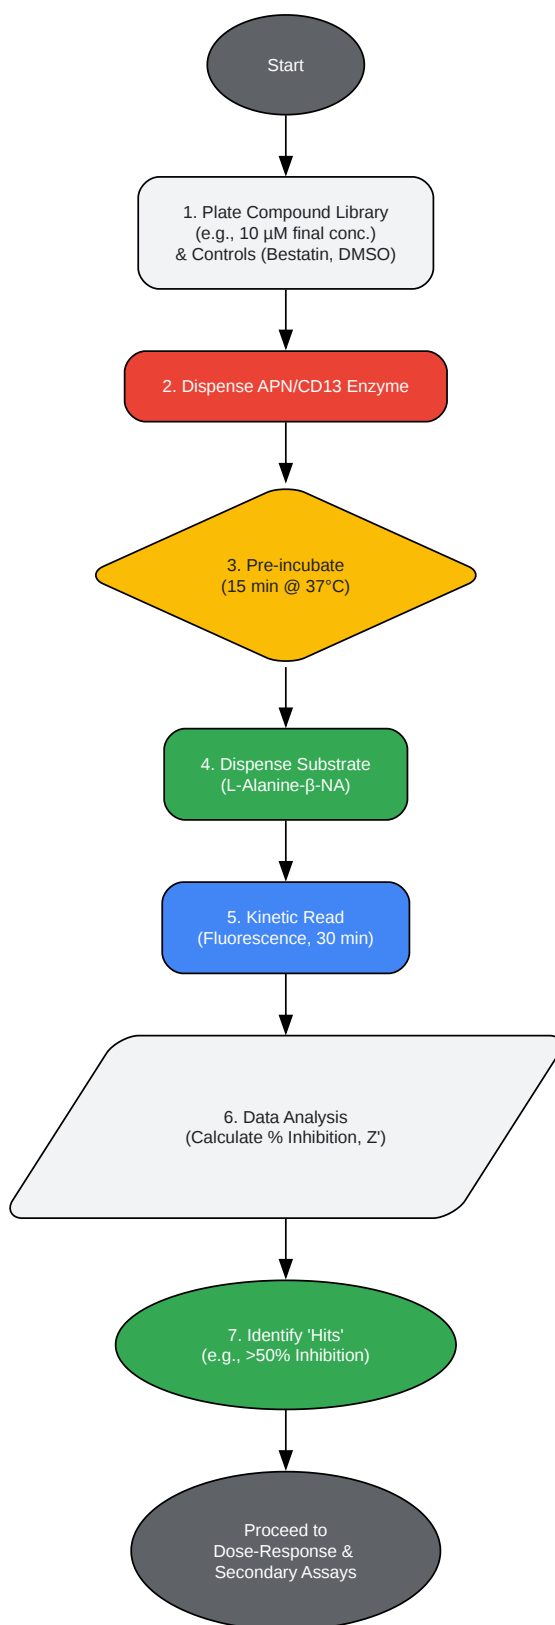 Start
1. Plate Compound Library
(e.g., 10 µM final conc.)
& Controls (Bestatin, DMSO)
2. Dispense APN/CD13 Enzyme
3. Pre-incubate
(15 min @ 37°C)
4. Dispense Substrate
(L-Alanine-β-NA)
5. Kinetic Read
(Fluorescence, 30 min)
6. Data Analysis
(Calculate % Inhibition, Z')
7. Identify 'Hits'
(e.g., >50% Inhibition)
Proceed to
Dose-Response &
Secondary Assays